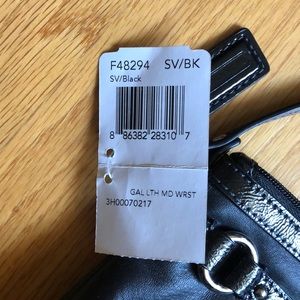 F48294 SV/BK
SV/Black
8 86382 28310 7
GAL LTH MD WRST
3H00070217